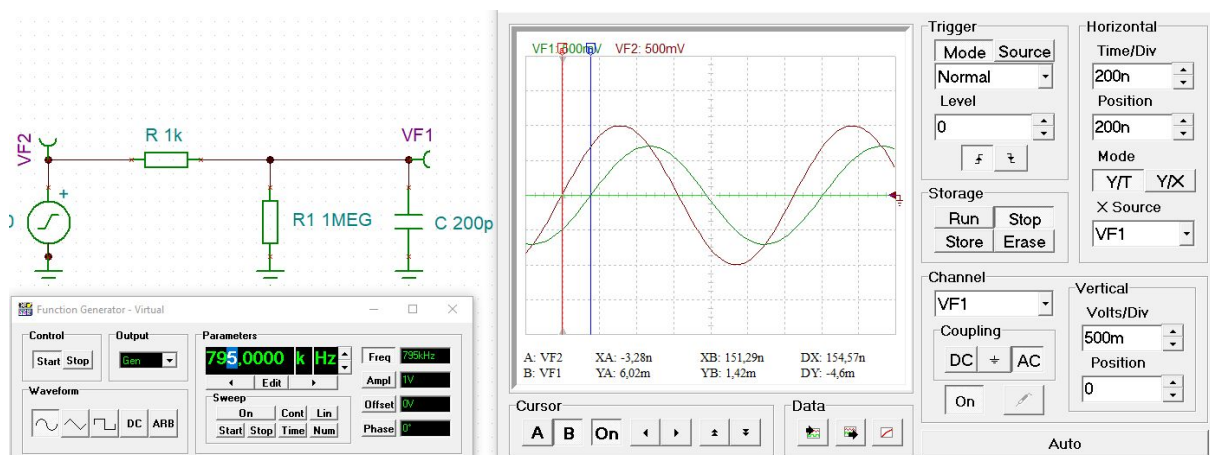 VF2
R 1k
VF1
+
R1 1MEG
C 200p
Function Generator - Virtual
Control
Start Stop
Output
Gen
Parameters
795,0000 k Hz
Edit
Sweep
On Cont Lin
Start Stop Time Num
Freq 795kHz
Ampl 1V
Offset 0V
Phase 0°
Waveform
DC ARB
VF2: 500mV
A: VF2 XA: -3,28n XB: 151,29n DX: 154,57n
B: VF1 YA: 6,02m YB: 1,42m DY: -4,6m
Cursor
A B On
Data
Trigger
Mode Source
Normal
Level
0
Storage
Run Stop
Store Erase
Horizontal
Time/Div
200n
Position
200n
Mode
Y/T Y/X
X Source
VF1
Channel
VF1
Coupling
DC AC
On
Vertical
Volts/Div
500m
Position
0
Auto